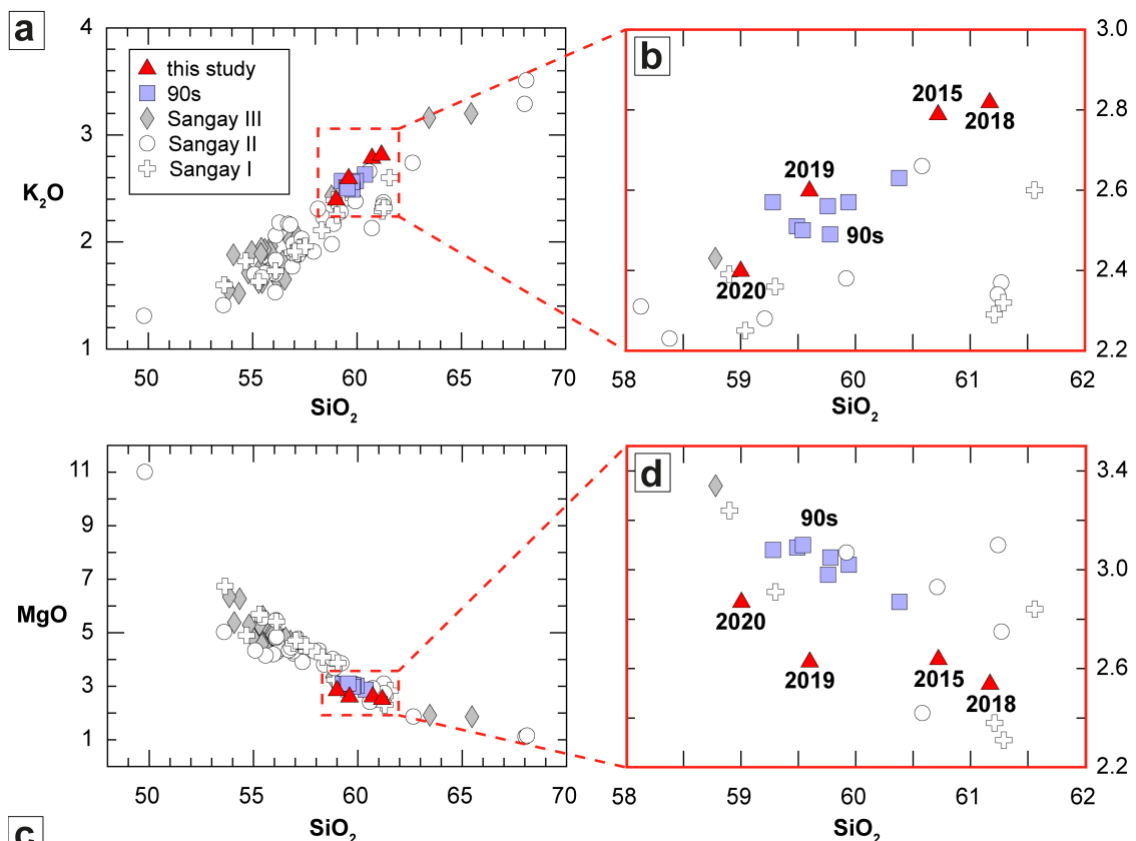 a
4
3
2
1
K₂O
this study
90s
Sangay III
Sangay II
Sangay I
50
55
60
65
70
SiO₂
b
3.0
2.8
2.6
2.4
2.2
2015
2018
2019
90s
2020
58
59
60
61
62
SiO₂
11
9
7
5
3
1
MgO
50
55
60
65
70
SiO₂
c
d
3.4
3.0
2.6
2.2
90s
2020
2019
2015
2018
58
59
60
61
62
SiO₂